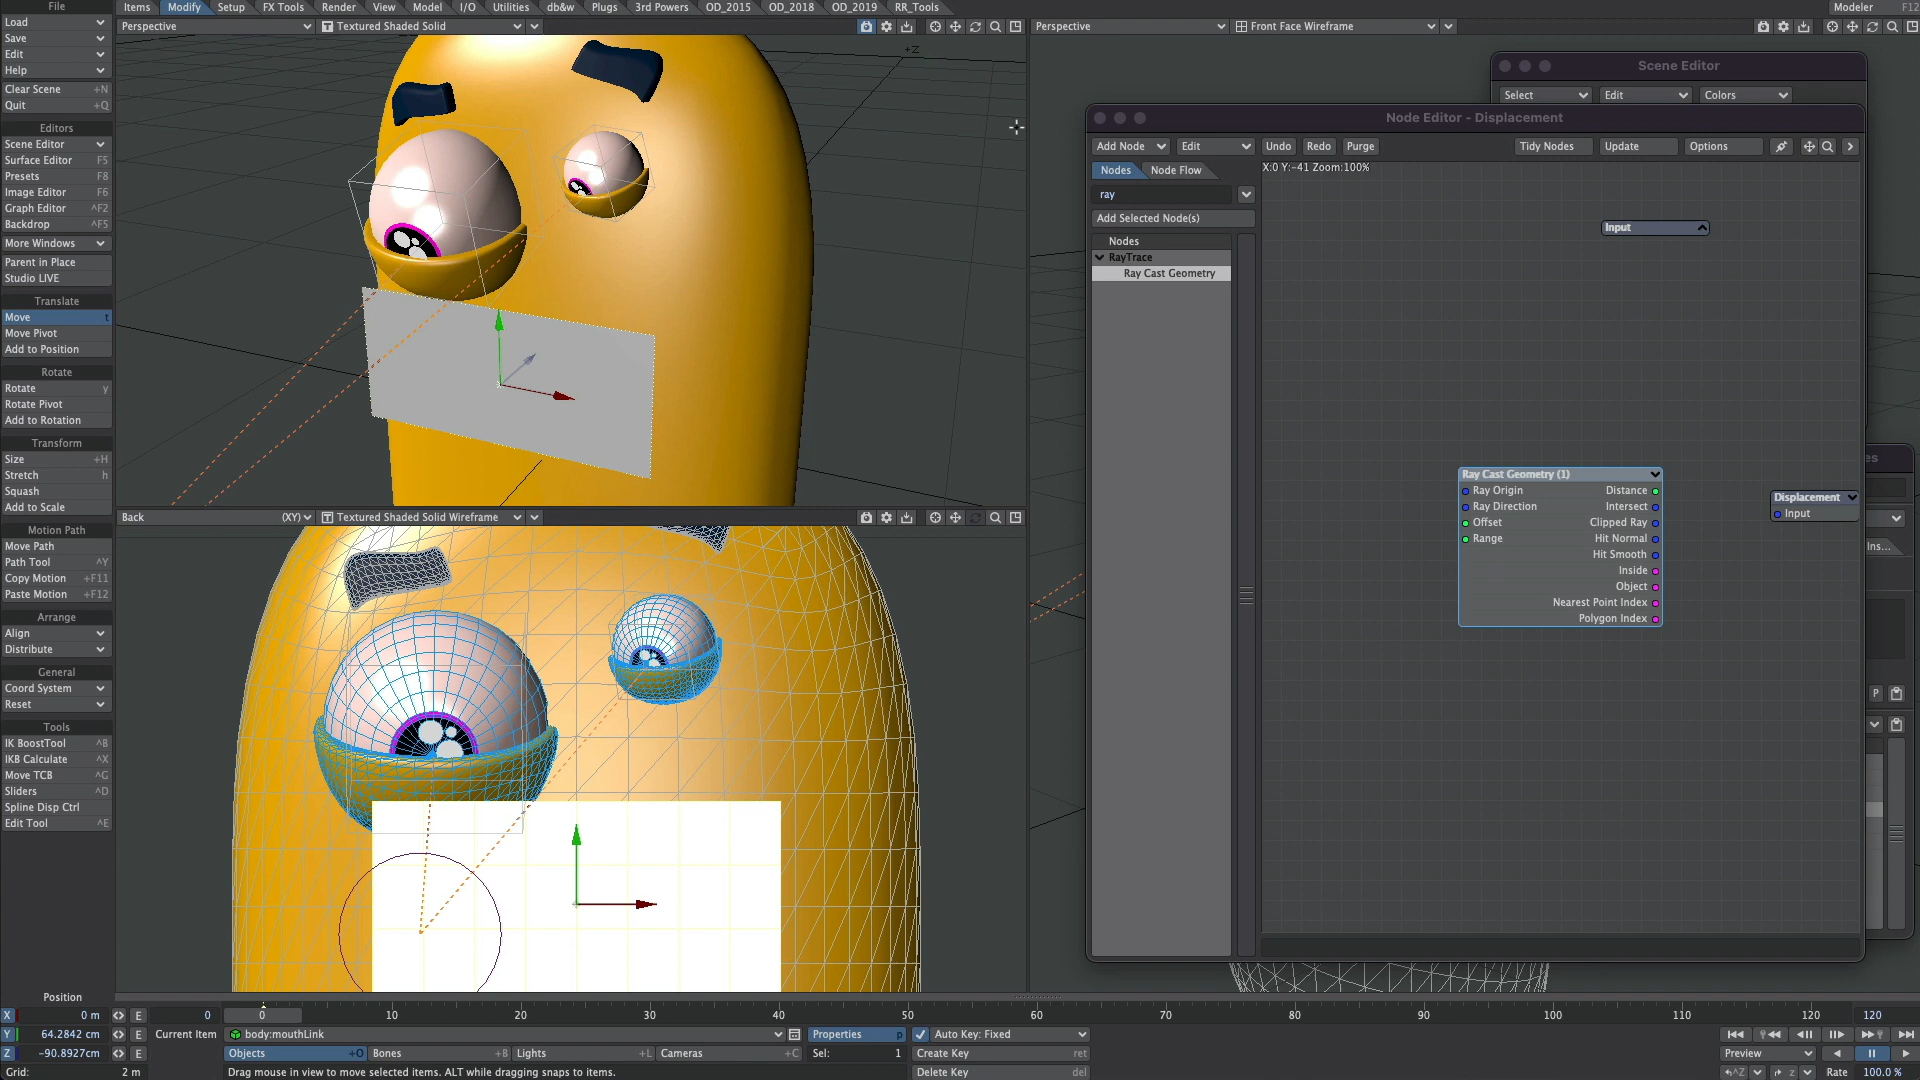 File
Items Modify Setup FX Tools Render View Model I/O Utilities db&w Plugs 3rd Powers OD_2015 OD_2018 OD_2019 RR_Tools Modeler F12
Load
Save
Edit
Help
Clear Scene +N
Quit +Q
Editors
Scene Editor
Surface Editor F5
Presets F8
Image Editor F6
Graph Editor ^F2
Backdrop ^F5
More Windows
Parent in Place
Studio LIVE
Translate
Move t
Move Pivot
Add to Position
Rotate
Rotate y
Rotate Pivot
Add to Rotation
Transform
Size +H
Stretch h
Squash
Add to Scale
Motion Path
Move Path
Path Tool ^Y
Copy Motion +F11
Paste Motion +F12
Arrange
Align
Distribute
General
Coord System
Reset
Tools
IK BoostTool ^B
IKB Calculate ^X
Move TCB ^G
Sliders ^D
Spline Disp Ctrl
Edit Tool ^E
Perspective Textured Shaded Solid
+Z
Perspective Front Face Wireframe
Back (XY) Textured Shaded Solid Wireframe
Scene Editor
Select Edit Colors
Node Editor - Displacement
Add Node Edit Undo Redo Purge Tidy Nodes Update Options
Nodes Node Flow
X:0 Y:-41 Zoom:100%
ray
Add Selected Node(s)
Nodes
RayTrace
Ray Cast Geometry
Input
Ray Cast Geometry (1)
Ray Origin Distance
Ray Direction Intersect
Offset Clipped Ray
Range Hit Normal
Hit Smooth
Inside
Object
Nearest Point Index
Polygon Index
Displacement
Input
es
Ins...
P
Position
X 0 m E
Y 64.2842 cm E
Z -90.8927cm E
Grid: 2 m
0 0 10 20 30 40 50 60 70 80 90 100 110 120 120
Current Item body:mouthLink Properties p Auto Key: Fixed
Objects +O Bones +B Lights +L Cameras +C Sel: 1 Create Key ret
Drag mouse in view to move selected items. ALT while dragging snaps to items. Delete Key del
Preview
^Z z Rate 100.0 %